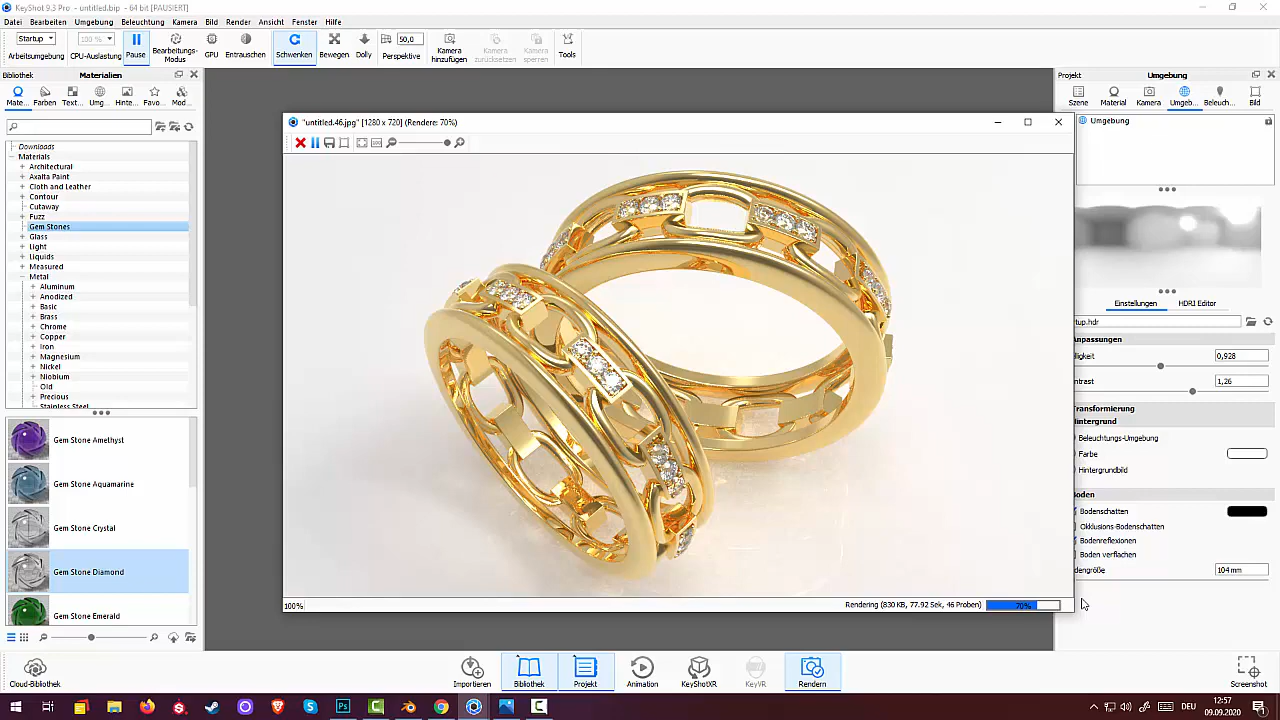 KeyShot 9.3 Pro - untitled.bip - 64 bit [PAUSIERT]
Datei Bearbeiten Umgebung Beleuchtung Kamera Bild Render Ansicht Fenster Hilfe
Startup 100 % 50,0
Arbeitsumgebung CPU-Auslastung Pause Bearbeitungs-Modus GPU Entrauschen Schwenken Bewegen Dolly Perspektive Kamera hinzufügen Kamera zurücksetzen Kamera sperren Tools
Bibliothek Materialien
Mate... Farben Text... Umg... Hinte... Favo... Mod...
Downloads
Materials
Architectural
Axalta Paint
Cloth and Leather
Contour
Cutaway
Fuzz
Gem Stones
Glass
Light
Liquids
Measured
Metal
Aluminum
Anodized
Basic
Brass
Chrome
Copper
Iron
Magnesium
Nickel
Niobium
Old
Precious
Stainless Steel
Gem Stone Amethyst
Gem Stone Aquamarine
Gem Stone Crystal
Gem Stone Diamond
Gem Stone Emerald
"untitled.46.jpg" [1280 x 720] (Rendere: 70%)
100%
Rendering (830 KB, 77.92 Sek, 46 Proben) 70%
Projekt Umgebung
Szene Material Kamera Umgeb... Beleuch... Bild
Umgebung
Einstellungen HDRI Editor
tup.hdr
Anpassungen
lligkeit 0,928
ntrast 1,26
Transformierung
Hintergrund
Beleuchtungs-Umgebung
Farbe
Hintergrundbild
Boden
Bodenschatten
Okklusions-Bodenschatten
Bodenreflexionen
Boden verflachen
dengröße 104 mm
Cloud-Bibliothek Importieren Bibliothek Projekt Animation KeyShotXR KeyVR Rendern Screenshot
DEU
12:57
09.09.2020